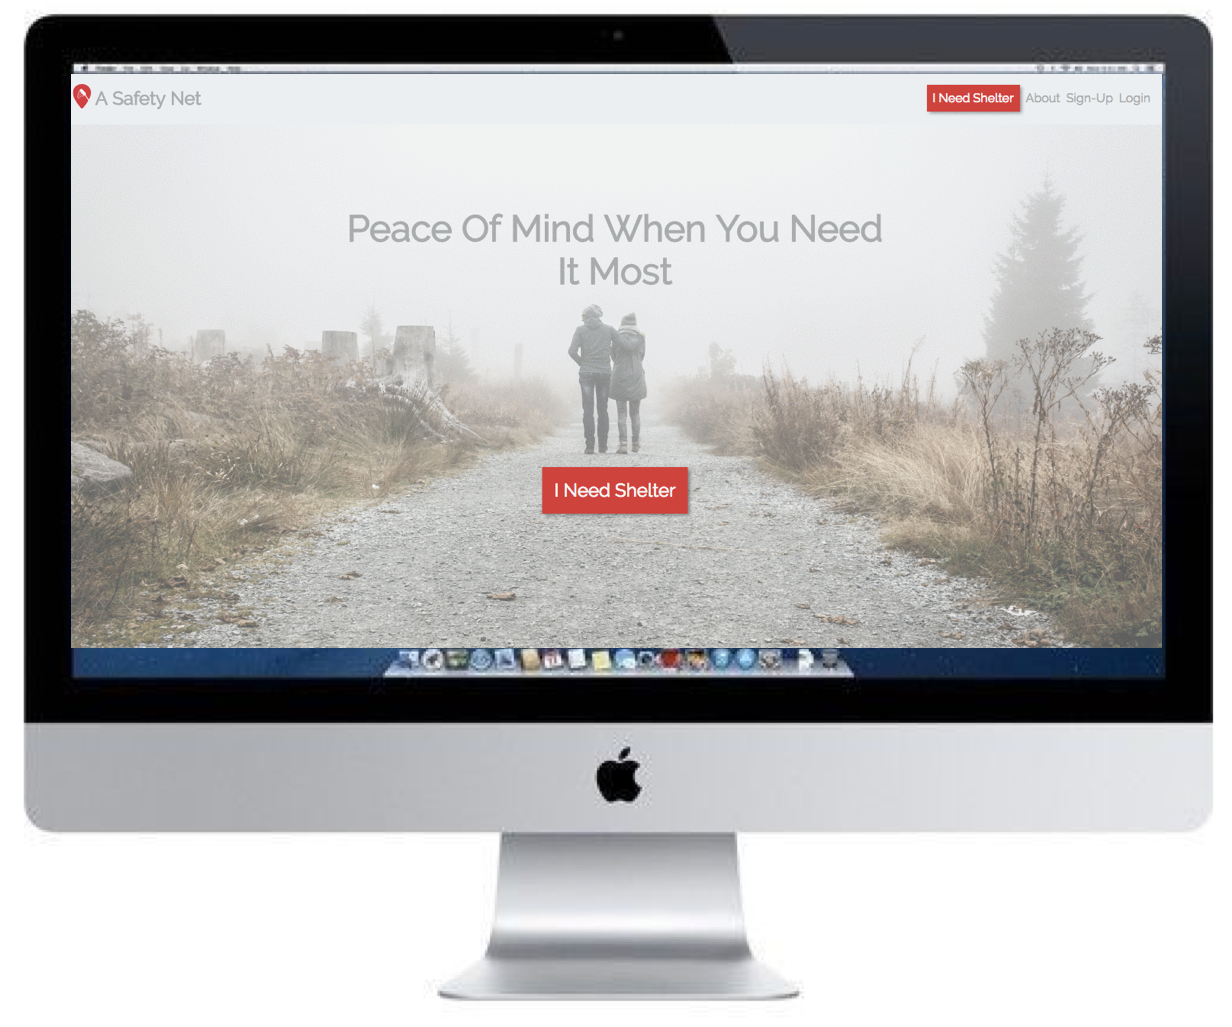 A Safety Net
I Need Shelter About Sign-Up Login
Peace Of Mind When You Need
It Most
I Need Shelter